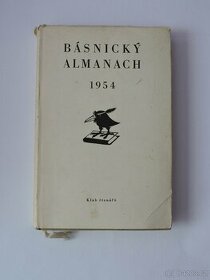 BÁSNICKÝ
ALMANACH
1954
Klub čtenářů